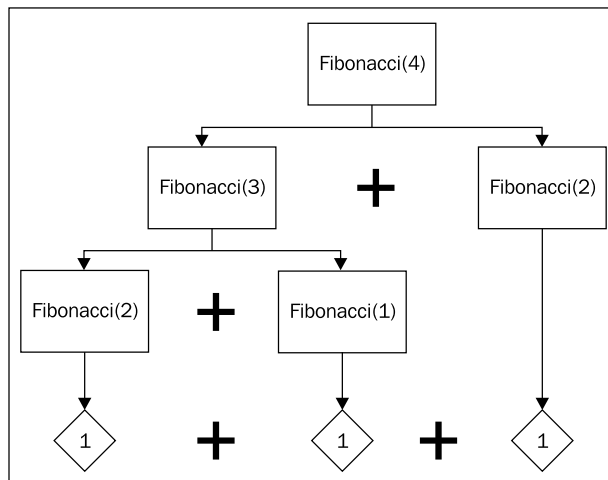 Fibonacci(4)
Fibonacci(3) + Fibonacci(2)
Fibonacci(2) + Fibonacci(1)
1 + 1 + 1